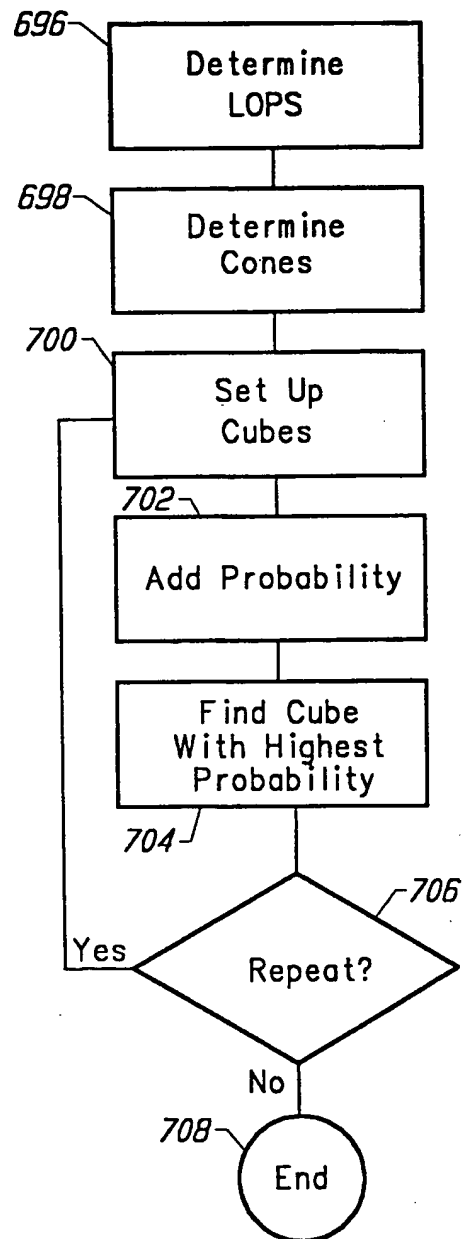 696
Determine
LOPS
698
Determine
Cones
700
Set Up
Cubes
702
Add Probability
Find Cube
With Highest
Probability
704
706
Repeat?
Yes
No
708
End